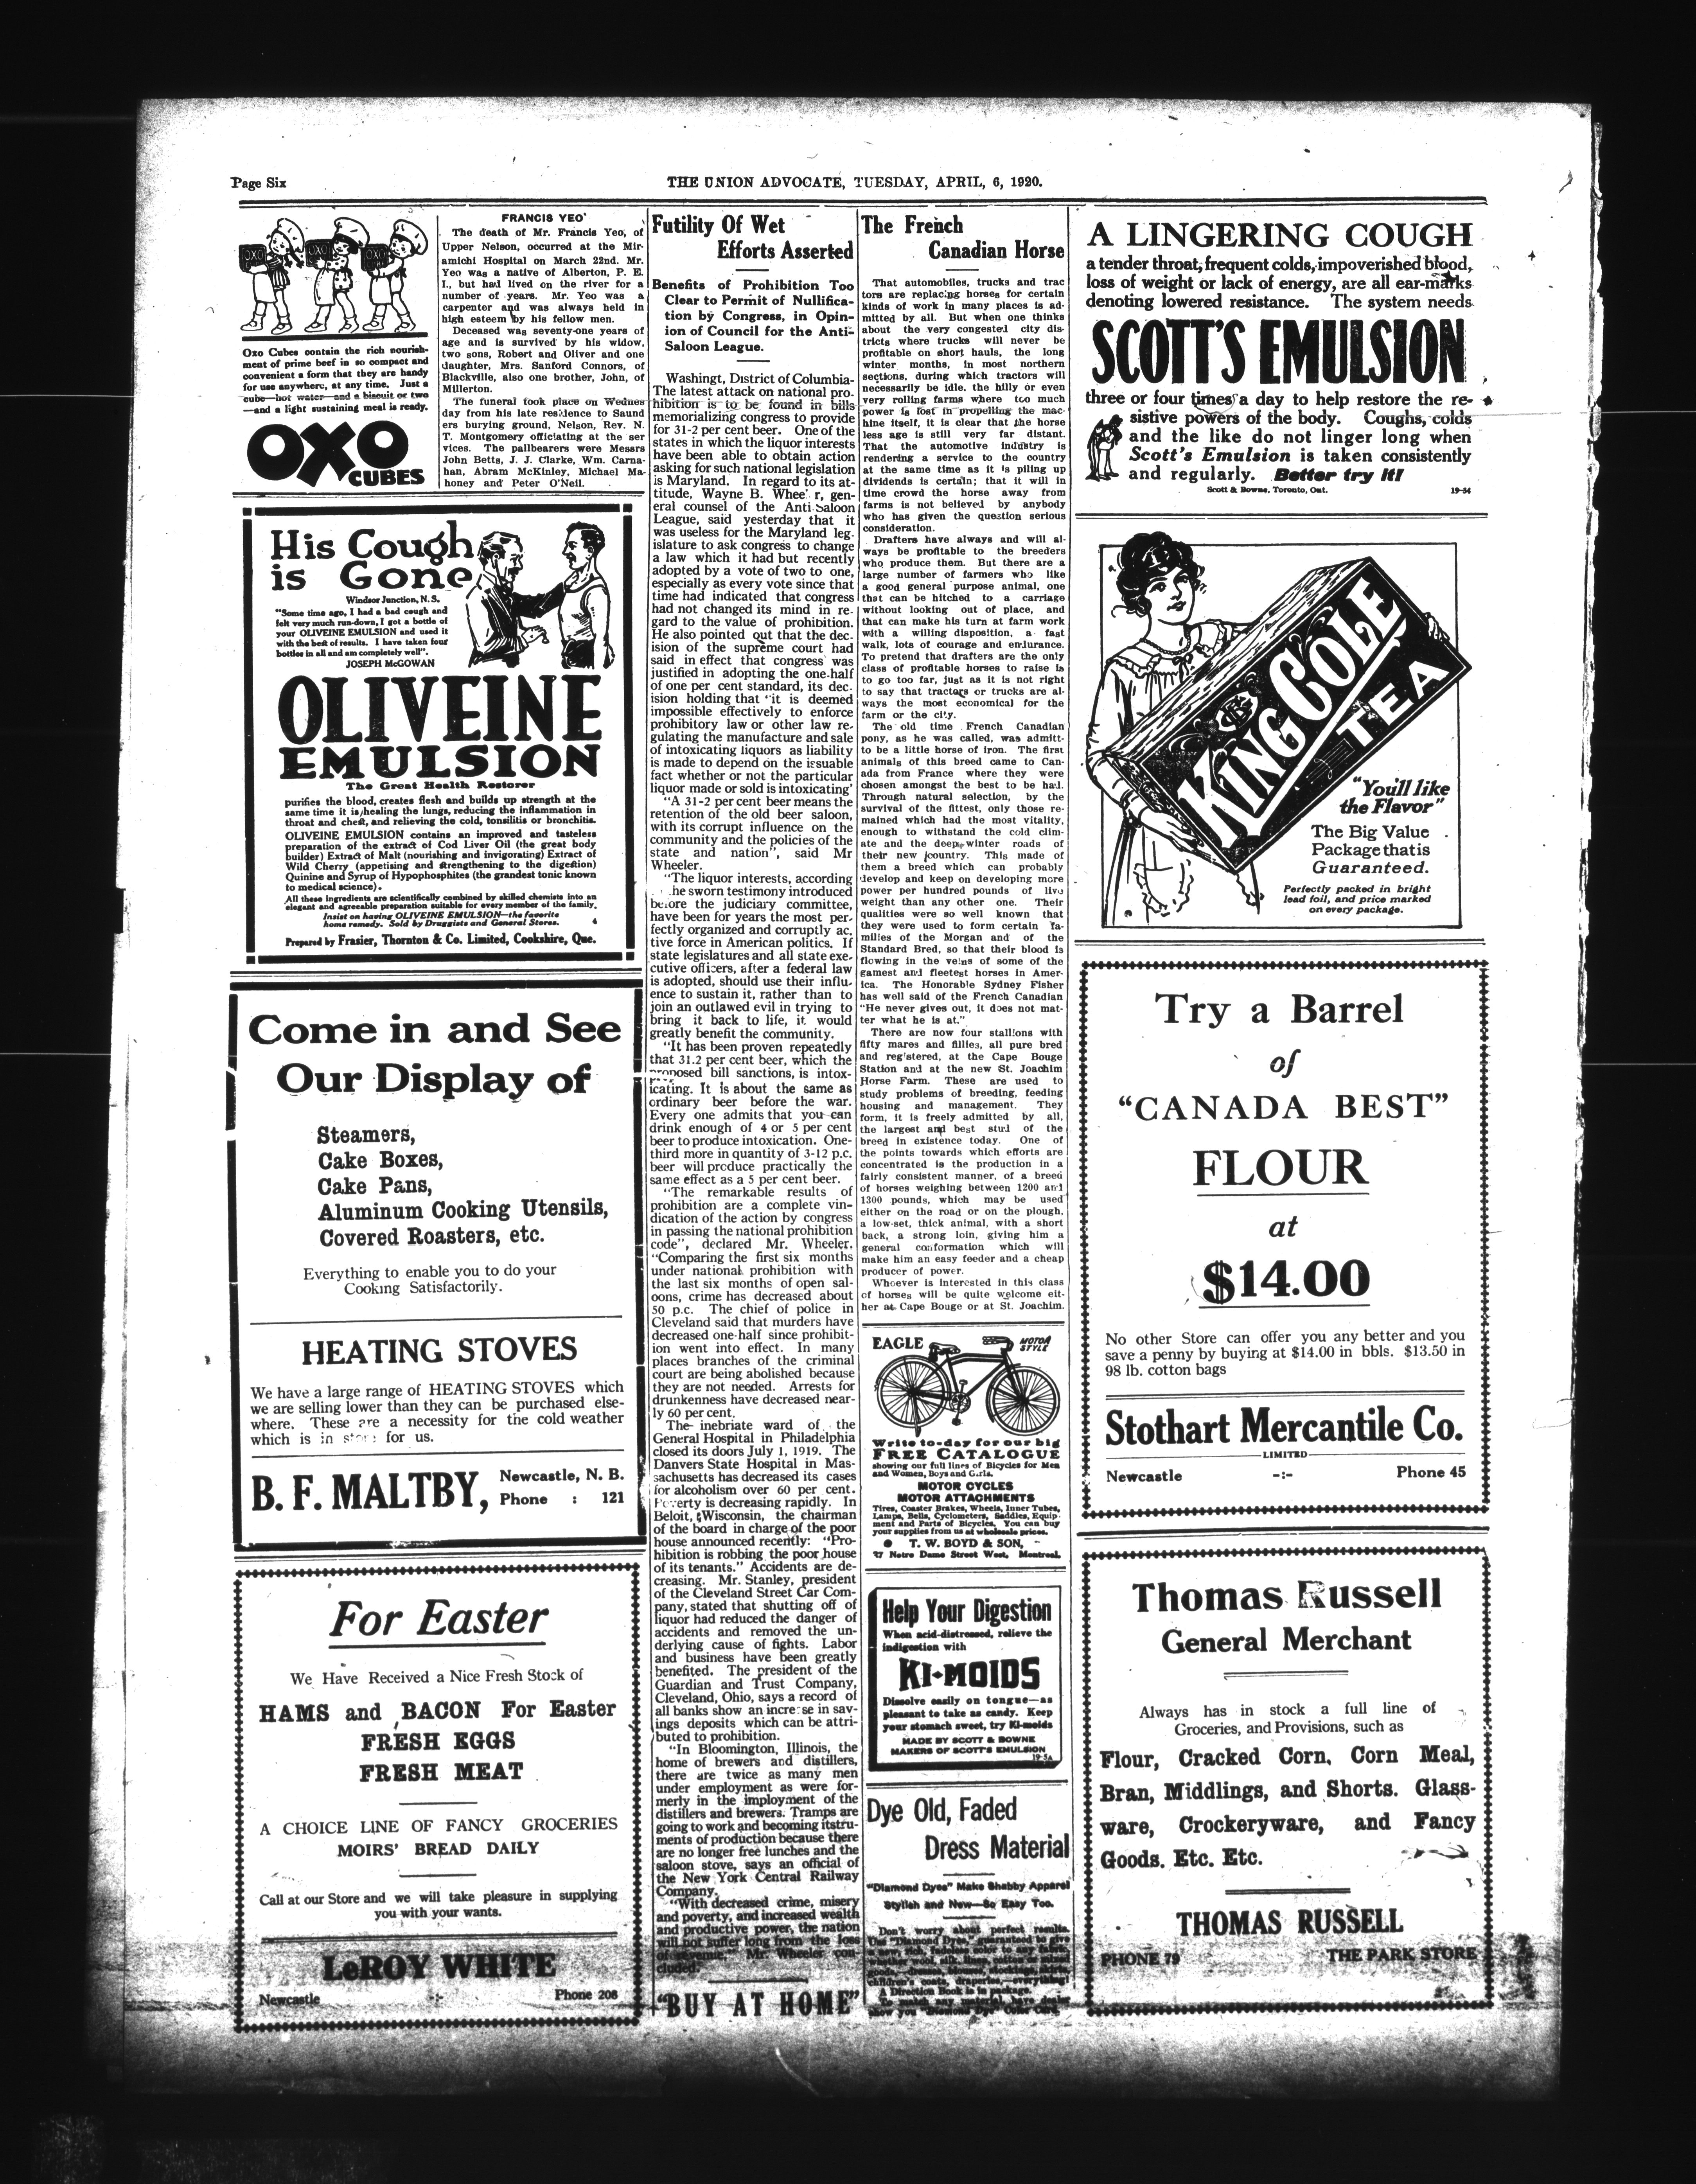 Page Six
THE UNION ADVOCATE, TUESDAY, APRIL, 6, 1920.
OXO
OXO
OXO
Oxo Cubes contain the rich nourish-
ment of prime beef in so compact and
convenient a form that they are handy
for use anywhere, at any time. Just a
cube—hot water—and a biscuit or two
—and a light sustaining meal is ready.
OXO
CUBES
FRANCIS YEO
The death of Mr. Francis Yeo, of
Upper Nelson, occurred at the Mir-
amichi Hospital on March 22nd. Mr.
Yeo was a native of Alberton, P. E.
I., but had lived on the river for a
number of years. Mr. Yeo was a
carpenter and was always held in
high esteem by his fellow men.
Deceased was seventy-one years of
age and is survived by his widow,
two sons, Robert and Oliver and one
daughter, Mrs. Sanford Connors, of
Blackville, also one brother, John, of
Millerton.
The funeral took place on Wednes
day from his late residence to Saund
ers burying ground, Nelson, Rev. N.
T. Montgomery officiating at the ser
vices. The pallbearers were Messrs
John Betts, J. J. Clarke, Wm. Carna-
han, Abram McKinley, Michael Ma-
honey and Peter O'Neil.
His Cough
is Gone
Windsor Junction, N. S.
"Some time ago, I had a bad cough and
felt very much run-down, I got a bottle of
your OLIVEINE EMULSION and used it
with the best of results. I have taken four
bottles in all and am completely well".
JOSEPH McGOWAN
OLIVEINE
EMULSION
The Great Health Restorer
purifies the blood, creates flesh and builds up strength at the
same time it is healing the lungs, reducing the inflammation in
throat and chest, and relieving the cold, tonsilitis or bronchitis.
OLIVEINE EMULSION contains an improved and tasteless
preparation of the extract of Cod Liver Oil (the great body
builder) Extract of Malt (nourishing and invigorating) Extract of
Wild Cherry (appetising and strengthening to the digestion)
Quinine and Syrup of Hypophosphites (the grandest tonic known
to medical science).
All these ingredients are scientifically combined by skilled chemists into an
elegant and agreeable preparation suitable for every member of the family.
Insist on having OLIVEINE EMULSION—the favorite
home remedy. Sold by Druggists and General Stores. 4
Prepared by Frasier, Thornton & Co. Limited, Cookshire, Que.
Come in and See
Our Display of
Steamers,
Cake Boxes,
Cake Pans,
Aluminum Cooking Utensils,
Covered Roasters, etc.
Everything to enable you to do your
Cooking Satisfactorily.
HEATING STOVES
We have a large range of HEATING STOVES which
we are selling lower than they can be purchased else-
where. These are a necessity for the cold weather
which is in store for us.
B. F. MALTBY,
Newcastle, N. B.
Phone : 121
For Easter
We Have Received a Nice Fresh Stock of
HAMS and BACON For Easter
FRESH EGGS
FRESH MEAT
A CHOICE LINE OF FANCY GROCERIES
MOIRS' BREAD DAILY
Call at our Store and we will take pleasure in supplying
you with your wants.
LeROY WHITE
Newcastle -:- Phone 208
Futility Of Wet
Efforts Asserted
Benefits of Prohibition Too
Clear to Permit of Nullifica-
tion by Congress, in Opin-
ion of Council for the Anti-
Saloon League.
Washingt, District of Columbia-
The latest attack on national pro-
hibition is to be found in bills
memorializing congress to provide
for 31-2 per cent beer. One of the
states in which the liquor interests
have been able to obtain action
asking for such national legislation
is Maryland. In regard to its at-
titude, Wayne B. Whee r, gen-
eral counsel of the Anti-Saloon
League, said yesterday that it
was useless for the Maryland leg-
islature to ask congress to change
a law which it had but recently
adopted by a vote of two to one,
especially as every vote since that
time had indicated that congress
had not changed its mind in re-
gard to the value of prohibition.
He also pointed out that the dec-
ision of the supreme court had
said in effect that congress was
justified in adopting the one-half
of one per cent standard, its dec-
ision holding that "it is deemed
impossible effectively to enforce
prohibitory law or other law re-
gulating the manufacture and sale
of intoxicating liquors as liability
is made to depend on the issuable
fact whether or not the particular
liquor made or sold is intoxicating'
"A 31-2 per cent beer means the
retention of the old beer saloon,
with its corrupt influence on the
community and the policies of the
state and nation", said Mr
Wheeler.
"The liquor interests, according
.he sworn testimony introduced
before the judiciary committee,
have been for years the most per-
fectly organized and corruptly ac-
tive force in American politics. If
state legislatures and all state exe-
cutive officers, after a federal law
is adopted, should use their influ-
ence to sustain it, rather than to
join an outlawed evil in trying to
bring it back to life, it would
greatly benefit the community.
"It has been proven repeatedly
that 31.2 per cent beer, which the
proposed bill sanctions, is intox-
icating. It is about the same as
ordinary beer before the war.
Every one admits that you can
drink enough of 4 or 5 per cent
beer to produce intoxication. One-
third more in quantity of 3-12 p.c.
beer will produce practically the
same effect as a 5 per cent beer.
"The remarkable results of
prohibition are a complete vin-
dication of the action by congress
in passing the national prohibition
code", declared Mr. Wheeler.
"Comparing the first six months
under national prohibition with
the last six months of open sal-
oons, crime has decreased about
50 p.c. The chief of police in
Cleveland said that murders have
decreased one-half since prohibit-
ion went into effect. In many
places branches of the criminal
court are being abolished because
they are not needed. Arrests for
drunkenness have decreased near-
ly 60 per cent.
The inebriate ward of the
General Hospital in Philadelphia
closed its doors July 1, 1919. The
Danvers State Hospital in Mas-
sachusetts has decreased its cases
for alcoholism over 60 per cent.
Poverty is decreasing rapidly. In
Beloit, Wisconsin, the chairman
of the board in charge of the poor
house announced recently: "Pro-
hibition is robbing the poor house
of its tenants." Accidents are de-
creasing. Mr. Stanley, president
of the Cleveland Street Car Com-
pany, stated that shutting off of
liquor had reduced the danger of
accidents and removed the un-
derlying cause of fights. Labor
and business have been greatly
benefited. The president of the
Guardian and Trust Company,
Cleveland, Ohio, says a record of
all banks show an increase in sav-
ings deposits which can be attri-
buted to prohibition.
"In Bloomington, Illinois, the
home of brewers and distillers,
there are twice as many men
under employment as were for-
merly in the imployment of the
distillers and brewers. Tramps are
going to work and becoming itstru-
ments of production because there
are no longer free lunches and the
saloon stove, says an official of
the New York Central Railway
Company.
"With decreased crime, misery
and poverty, and increased wealth
and productive power, the nation
will not suffer long from the loss
of revenue," Mr. Wheeler con-
cluded.
"BUY AT HOME"
The French
Canadian Horse
That automobiles, trucks and trac
tors are replacing horses for certain
kinds of work in many places is ad-
mitted by all. But when one thinks
about the very congested city dis-
tricts where trucks will never be
profitable on short hauls, the long
winter months, in most northern
sections, during which tractors will
necessarily be idle. the hilly or even
very rolling farms where too much
power is lost in propelling the mac-
hine itself, it is clear that the horse
less age is still very far distant.
That the automotive industry is
rendering a service to the country
at the same time as it is piling up
dividends is certain; that it will in
time crowd the horse away from
farms is not believed by anybody
who has given the question serious
consideration.
Drafters have always and will al-
ways be profitable to the breeders
who produce them. But there are a
large number of farmers who like
a good general purpose animal, one
that can be hitched to a carriage
without looking out of place, and
that can make his turn at farm work
with a willing disposition, a fast
walk, lots of courage and endurance.
To pretend that drafters are the only
class of profitable horses to raise is
to go too far, just as it is not right
to say that tractors or trucks are al-
ways the most economical for the
farm or the city.
The old time French Canadian
pony, as he was called, was admitt-
to be a little horse of iron. The first
animals of this breed came to Can-
ada from France where they were
chosen amongst the best to be had.
Through natural selection, by the
survival of the fittest, only those re-
mained which had the most vitality,
enough to withstand the cold clim-
ate and the deep winter roads of
their new country. This made of
them a breed which can probably
develop and keep on developing more
power per hundred pounds of live
weight than any other one. Their
qualities were so well known that
they were used to form certain fa-
milies of the Morgan and of the
Standard Bred, so that their blood is
flowing in the veins of some of the
gamest and fleetest horses in Amer-
ica. The Honorable Sydney Fisher
has well said of the French Canadian
"He never gives out, it does not mat-
ter what he is at."
There are now four stallions with
fifty mares and fillies, all pure bred
and registered, at the Cape Bouge
Station and at the new St. Joachim
Horse Farm. These are used to
study problems of breeding, feeding
housing and management. They
form, it is freely admitted by all,
the largest and best stud of the
breed in existence today. One of
the points towards which efforts are
concentrated is the production in a
fairly consistent manner, of a breed
of horses weighing between 1200 and
1300 pounds, which may be used
either on the road or on the plough,
a low-set, thick animal, with a short
back, a strong loin, giving him a
general conformation which will
make him an easy feeder and a cheap
producer of power.
Whoever is interested in this class
of horses will be quite welcome eit-
her at Cape Bouge or at St. Joachim.
EAGLE
MOTOR
STYLE
Write to-day for our big
FREE CATALOGUE
showing our full lines of Bicycles for Men
and Women, Boys and Girls.
MOTOR CYCLES
MOTOR ATTACHMENTS
Tires, Coaster Brakes, Wheels, Inner Tubes,
Lamps, Bells, Cyclometers, Saddles, Equip-
ment and Parts of Bicycles. You can buy
your supplies from us at wholesale prices.
T. W. BOYD & SON,
27 Notre Dame Street West, Montreal.
Help Your Digestion
When acid-distressed, relieve the
indigestion with
KI-MOIDS
Dissolve easily on tongue—as
pleasant to take as candy. Keep
your stomach sweet, try Ki-moids
MADE BY SCOTT & BOWNE
MAKERS OF SCOTT'S EMULSION
19-5A
Dye Old, Faded
Dress Material
"Diamond Dyes" Make Shabby Apparel
Stylish and New—So Easy Too.
Don't worry about perfect results.
Use "Diamond Dyes," guaranteed to give
a new, rich, fadeless color to any fabric,
whether wool, silk, linen, cotton or mixed
goods,—dresses, blouses, stockings, skirts,
children's coats, draperies,—everything!
A Direction Book is in package.
To match any material, have dealer
show you "Diamond Dye" Color Card.
A LINGERING COUGH
a tender throat, frequent colds, impoverished blood,
loss of weight or lack of energy, are all ear-marks
denoting lowered resistance. The system needs
SCOTT'S EMULSION
three or four times a day to help restore the re-
sistive powers of the body. Coughs, colds
and the like do not linger long when
Scott's Emulsion is taken consistently
and regularly. Better try it!
Scott & Bowne, Toronto, Ont. 19-54
KING COLE
TEA
"You'll like
the Flavor"
The Big Value
Package that is
Guaranteed.
Perfectly packed in bright
lead foil, and price marked
on every package.
Try a Barrel
of
"CANADA BEST"
FLOUR
at
$14.00
No other Store can offer you any better and you
save a penny by buying at $14.00 in bbls. $13.50 in
98 lb. cotton bags
Stothart Mercantile Co.
LIMITED
Newcastle -:- Phone 45
Thomas Russell
General Merchant
Always has in stock a full line of
Groceries, and Provisions, such as
Flour, Cracked Corn, Corn Meal,
Bran, Middlings, and Shorts. Glass-
ware, Crockeryware, and Fancy
Goods. Etc. Etc.
THOMAS RUSSELL
PHONE 79 THE PARK STORE